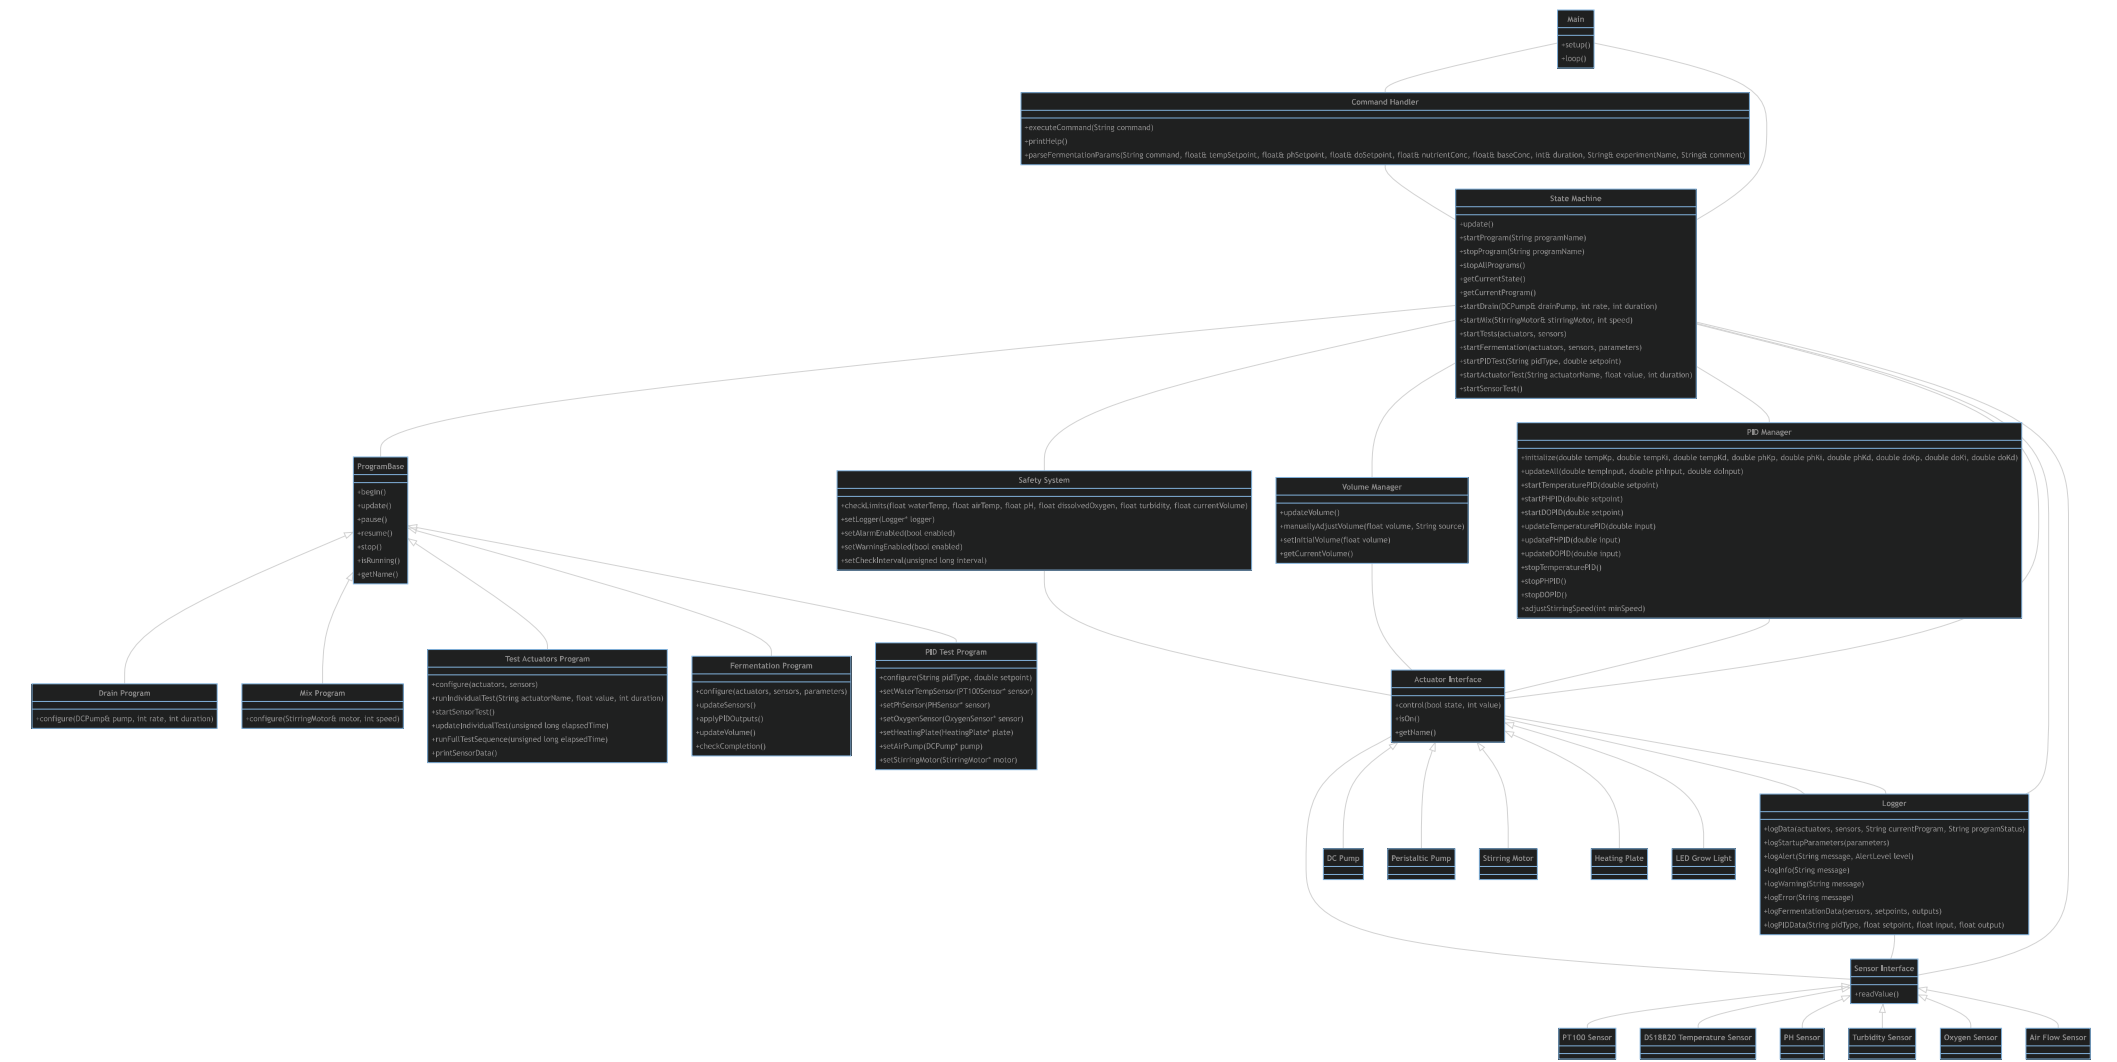 Main
+setup()
+loop()
Command Handler
+executeCommand(String command)
+printHelp()
+parseFermentationParams(String command, float& tempSetpoint, float& phSetpoint, float& doSetpoint, float& nutrientConc, float& baseConc, int& duration, String& experimentName, String& comment)
State Machine
+update()
+startProgram(String programName)
+stopProgram(String programName)
+stopAllPrograms()
+getCurrentState()
+getCurrentProgram()
+startDrain(DCPump& drainPump, int rate, int duration)
+startMix(StirringMotor& stirringMotor, int speed)
+startTests(actuators, sensors)
+startFermentation(actuators, sensors, parameters)
+startPIDTest(String pidType, double setpoint)
+startActuatorTest(String actuatorName, float value, int duration)
+startSensorTest()
ProgramBase
+begin()
+update()
+pause()
+resume()
+stop()
+isRunning()
+getName()
Safety System
+checkLimits(float waterTemp, float airTemp, float pH, float dissolvedOxygen, float turbidity, float currentVolume)
+setLogger(Logger* logger)
+setAlarmEnabled(bool enabled)
+setWarningEnabled(bool enabled)
+setCheckInterval(unsigned long interval)
Volume Manager
+updateVolume()
+manuallyAdjustVolume(float volume, String source)
+setInitialVolume(float volume)
+getCurrentVolume()
PID Manager
+initialize(double tempKp, double tempKi, double tempKd, double phKp, double phKi, double phKd, double doKp, double doKi, double doKd)
+updateAll(double tempInput, double phInput, double doInput)
+startTemperaturePID(double setpoint)
+startPHPID(double setpoint)
+startDOPID(double setpoint)
+updateTemperaturePID(double input)
+updatePHPID(double input)
+updateDOPID(double input)
+stopTemperaturePID()
+stopPHPID()
+stopDOPID()
+adjustStirringSpeed(int minSpeed)
Drain Program
+configure(DCPump& pump, int rate, int duration)
Mix Program
+configure(StirringMotor& motor, int speed)
Test Actuators Program
+configure(actuators, sensors)
+runIndividualTest(String actuatorName, float value, int duration)
+startSensorTest()
+updateIndividualTest(unsigned long elapsedTime)
+runFullTestSequence(unsigned long elapsedTime)
+printSensorData()
Fermentation Program
+configure(actuators, sensors, parameters)
+updateSensors()
+applyPIDOutputs()
+updateVolume()
+checkCompletion()
PID Test Program
+configure(String pidType, double setpoint)
+setWaterTempSensor(PT100Sensor* sensor)
+setPhSensor(PHSensor* sensor)
+setOxygenSensor(OxygenSensor* sensor)
+setHeatingPlate(HeatingPlate* plate)
+setAirPump(DCPump* pump)
+setStirringMotor(StirringMotor* motor)
Actuator Interface
+control(bool state, int value)
+isOn()
+getName()
DC Pump
Peristaltic Pump
Stirring Motor
Heating Plate
LED Grow Light
Logger
+logData(actuators, sensors, String currentProgram, String programStatus)
+logStartupParameters(parameters)
+logAlert(String message, AlertLevel level)
+logInfo(String message)
+logWarning(String message)
+logError(String message)
+logFermentationData(sensors, setpoints, outputs)
+logPIDData(String pidType, float setpoint, float input, float output)
Sensor Interface
+readValue()
PT100 Sensor
DS18B20 Temperature Sensor
PH Sensor
Turbidity Sensor
Oxygen Sensor
Air Flow Sensor